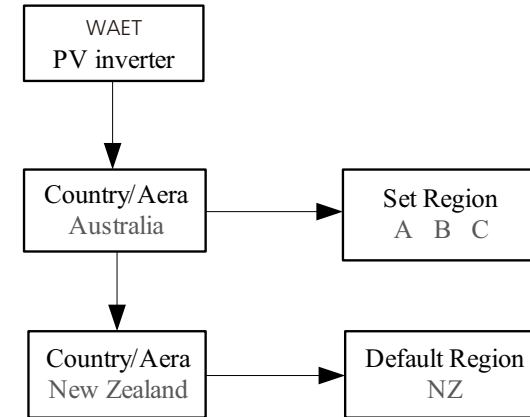 WAET
PV inverter
Country/Aera
Australia
Set Region
A B C
Country/Aera
New Zealand
Default Region
NZ